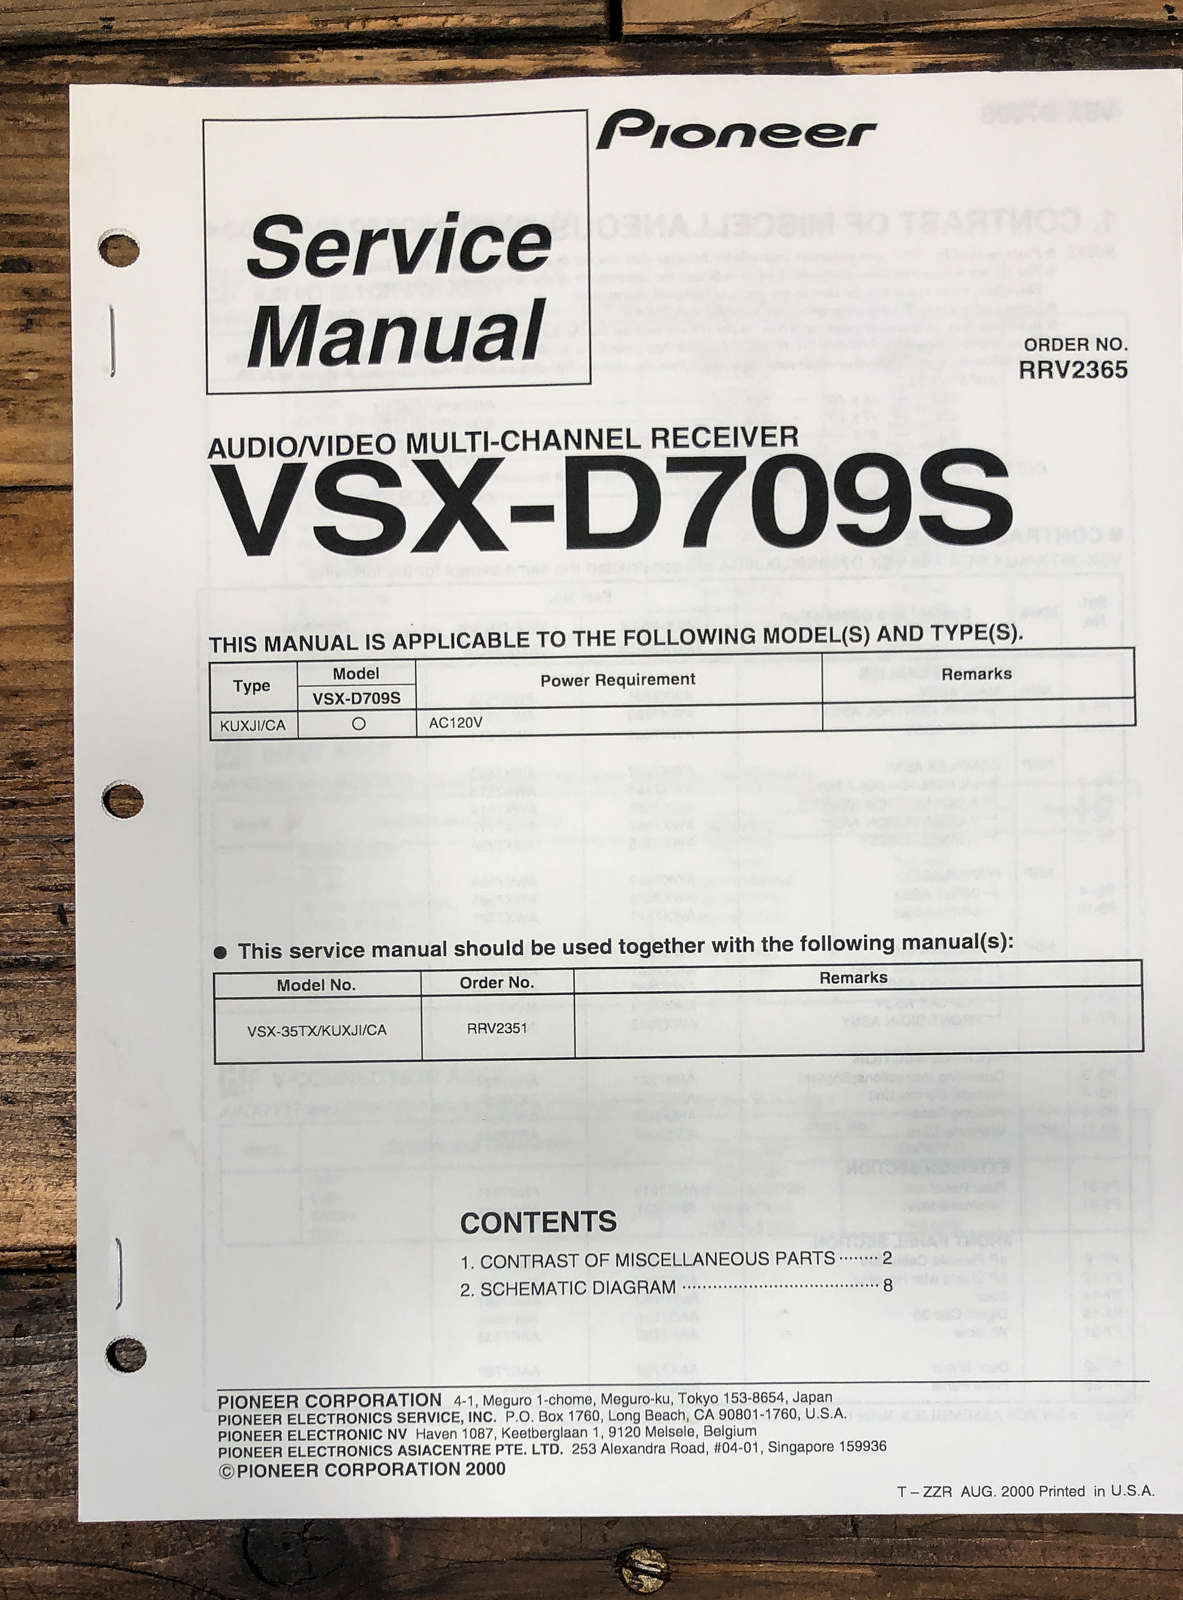 Pioneer
Service
Manual
ORDER NO.
RRV2365
AUDIO/VIDEO MULTI-CHANNEL RECEIVER
VSX-D709S
THIS MANUAL IS APPLICABLE TO THE FOLLOWING MODEL(S) AND TYPE(S).
Type Model Power Requirement Remarks
VSX-D709S
KUXJI/CA ○ AC120V
● This service manual should be used together with the following manual(s):
Model No. Order No. Remarks
VSX-35TX/KUXJI/CA RRV2351
CONTENTS
1. CONTRAST OF MISCELLANEOUS PARTS ········ 2
2. SCHEMATIC DIAGRAM ··································· 8
PIONEER CORPORATION 4-1, Meguro 1-chome, Meguro-ku, Tokyo 153-8654, Japan
PIONEER ELECTRONICS SERVICE, INC. P.O. Box 1760, Long Beach, CA 90801-1760, U.S.A.
PIONEER ELECTRONIC NV Haven 1087, Keetberglaan 1, 9120 Melsele, Belgium
PIONEER ELECTRONICS ASIACENTRE PTE. LTD. 253 Alexandra Road, #04-01, Singapore 159936
©PIONEER CORPORATION 2000
T – ZZR AUG. 2000 Printed in U.S.A.